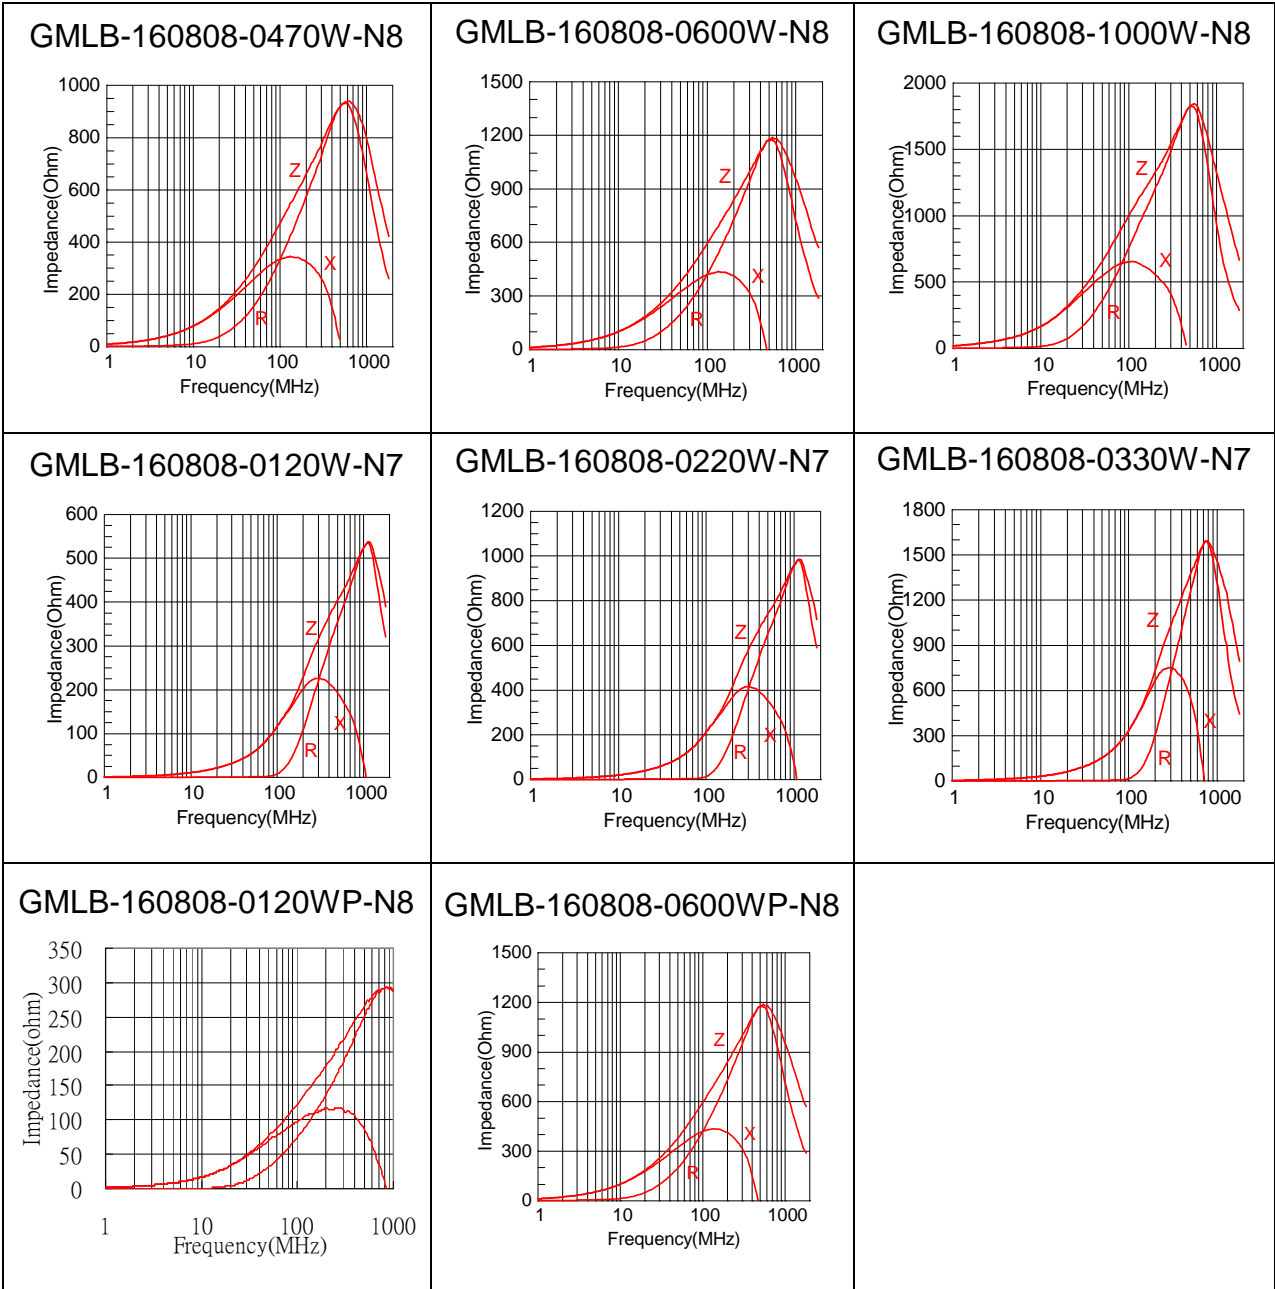 GMLB-160808-0470W-N8
1000
800
600
400
200
0
Impedance(Ohm)
Z
X
R
1 10 100 1000
Frequency(MHz)
GMLB-160808-0600W-N8
1500
1200
900
600
300
0
Impedance(Ohm)
Z
X
R
1 10 100 1000
Frequency(MHz)
GMLB-160808-1000W-N8
2000
1500
1000
500
0
Impedance(Ohm)
Z
X
R
1 10 100 1000
Frequency(MHz)
GMLB-160808-0120W-N7
600
500
400
300
200
100
0
Impedance(Ohm)
Z
X
R
1 10 100 1000
Frequency(MHz)
GMLB-160808-0220W-N7
1200
1000
800
600
400
200
0
Impedance(Ohm)
Z
X
R
1 10 100 1000
Frequency(MHz)
GMLB-160808-0330W-N7
1800
1500
1200
900
600
300
0
Impedance(Ohm)
Z
X
R
1 10 100 1000
Frequency(MHz)
GMLB-160808-0120WP-N8
350
300
250
200
150
100
50
0
Impedance(ohm)
1 10 100 1000
Frequency(MHz)
GMLB-160808-0600WP-N8
1500
1200
900
600
300
0
Impedance(Ohm)
Z
X
R
1 10 100 1000
Frequency(MHz)